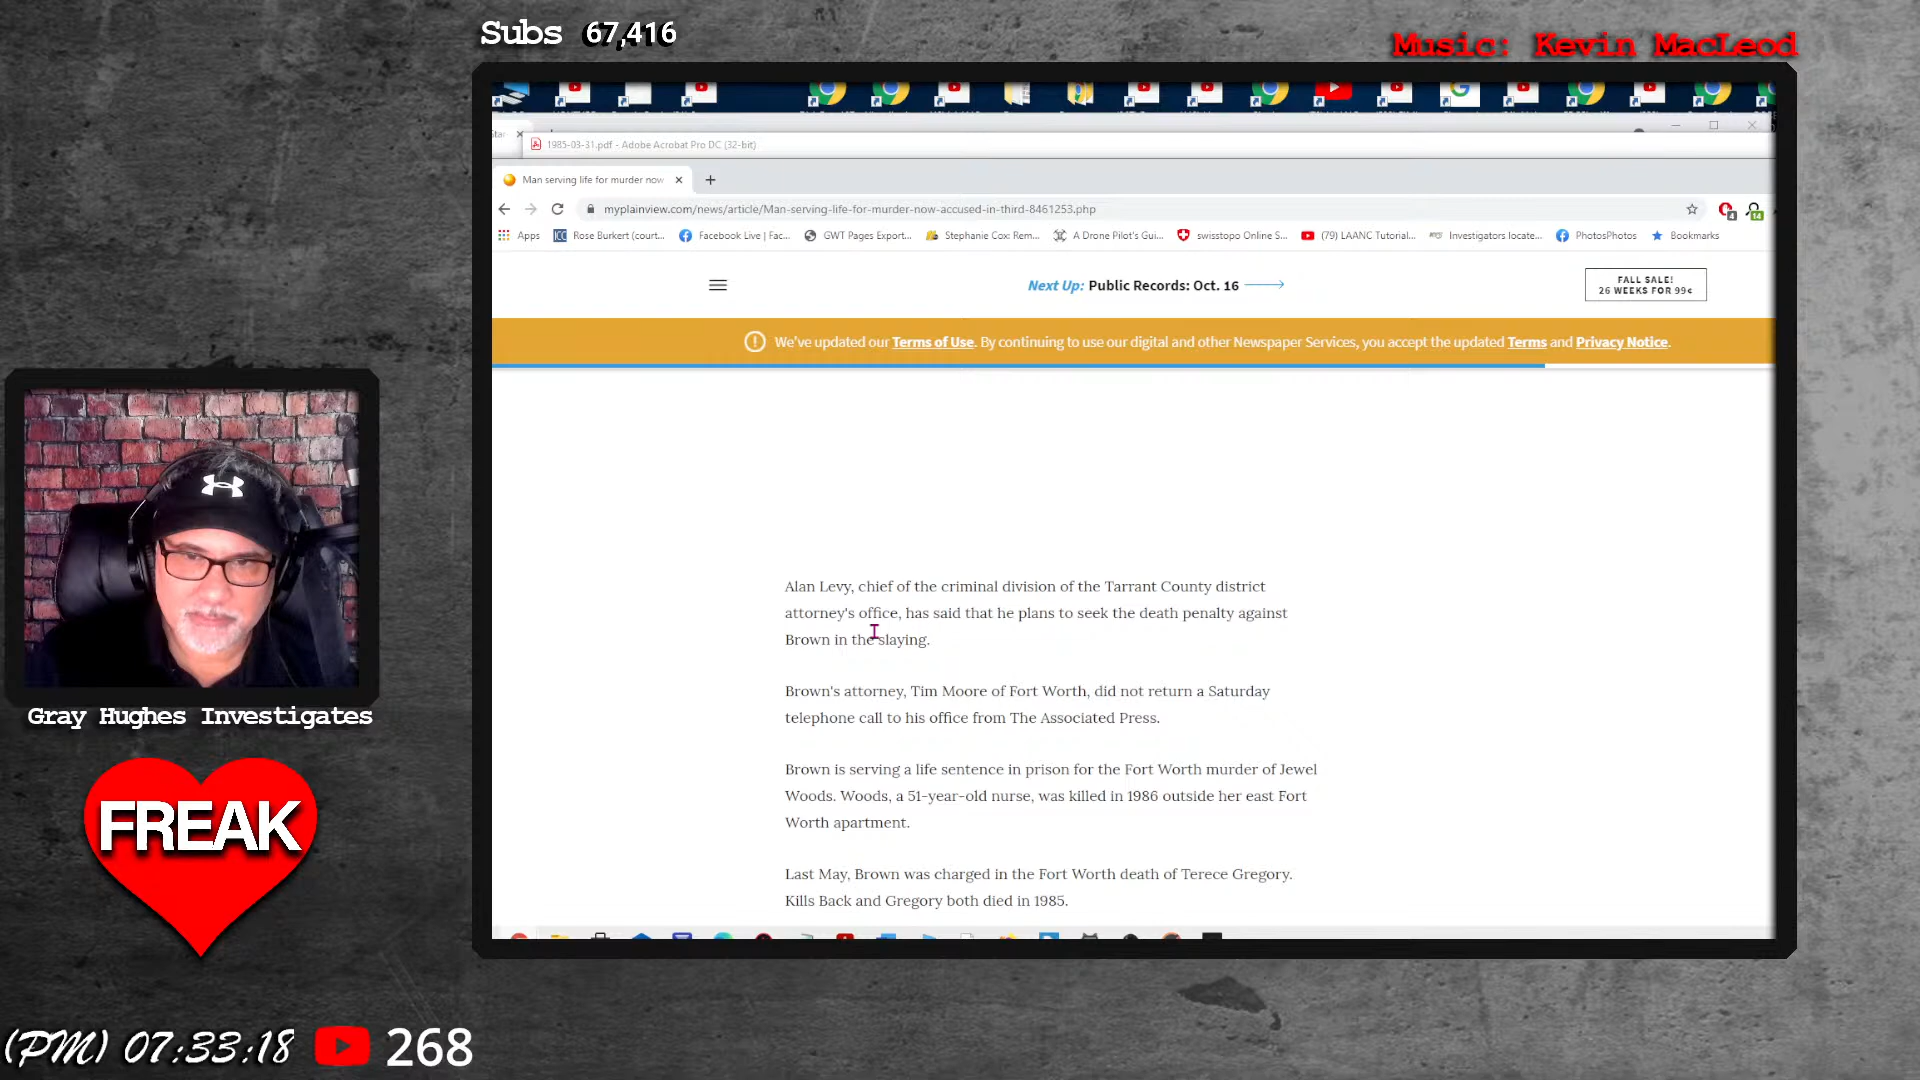 Subs 67,416
Music: Kevin MacLeod
Star
1985-03-31.pdf - Adobe Acrobat Pro DC (32-bit)
Man serving life for murder now
myplainview.com/news/article/Man-serving-life-for-murder-now-accused-in-third-8461253.php
4
14
Apps
Rose Burkert (court...
Facebook Live | Fac...
GWT Pages Export...
Stephanie Cox: Rem...
A Drone Pilot's Gui...
swisstopo Online S...
(79) LAANC Tutorial...
Investigators locate...
PhotosPhotos
Bookmarks
Next Up: Public Records: Oct. 16
FALL SALE!
26 WEEKS FOR 99¢
We've updated our Terms of Use. By continuing to use our digital and other Newspaper Services, you accept the updated Terms and Privacy Notice.
Alan Levy, chief of the criminal division of the Tarrant County district
attorney's office, has said that he plans to seek the death penalty against
Brown in the slaying.
Brown's attorney, Tim Moore of Fort Worth, did not return a Saturday
telephone call to his office from The Associated Press.
Brown is serving a life sentence in prison for the Fort Worth murder of Jewel
Woods. Woods, a 51-year-old nurse, was killed in 1986 outside her east Fort
Worth apartment.
Last May, Brown was charged in the Fort Worth death of Terece Gregory.
Kills Back and Gregory both died in 1985.
Gray Hughes Investigates
FREAK
(PM) 07:33:18
268